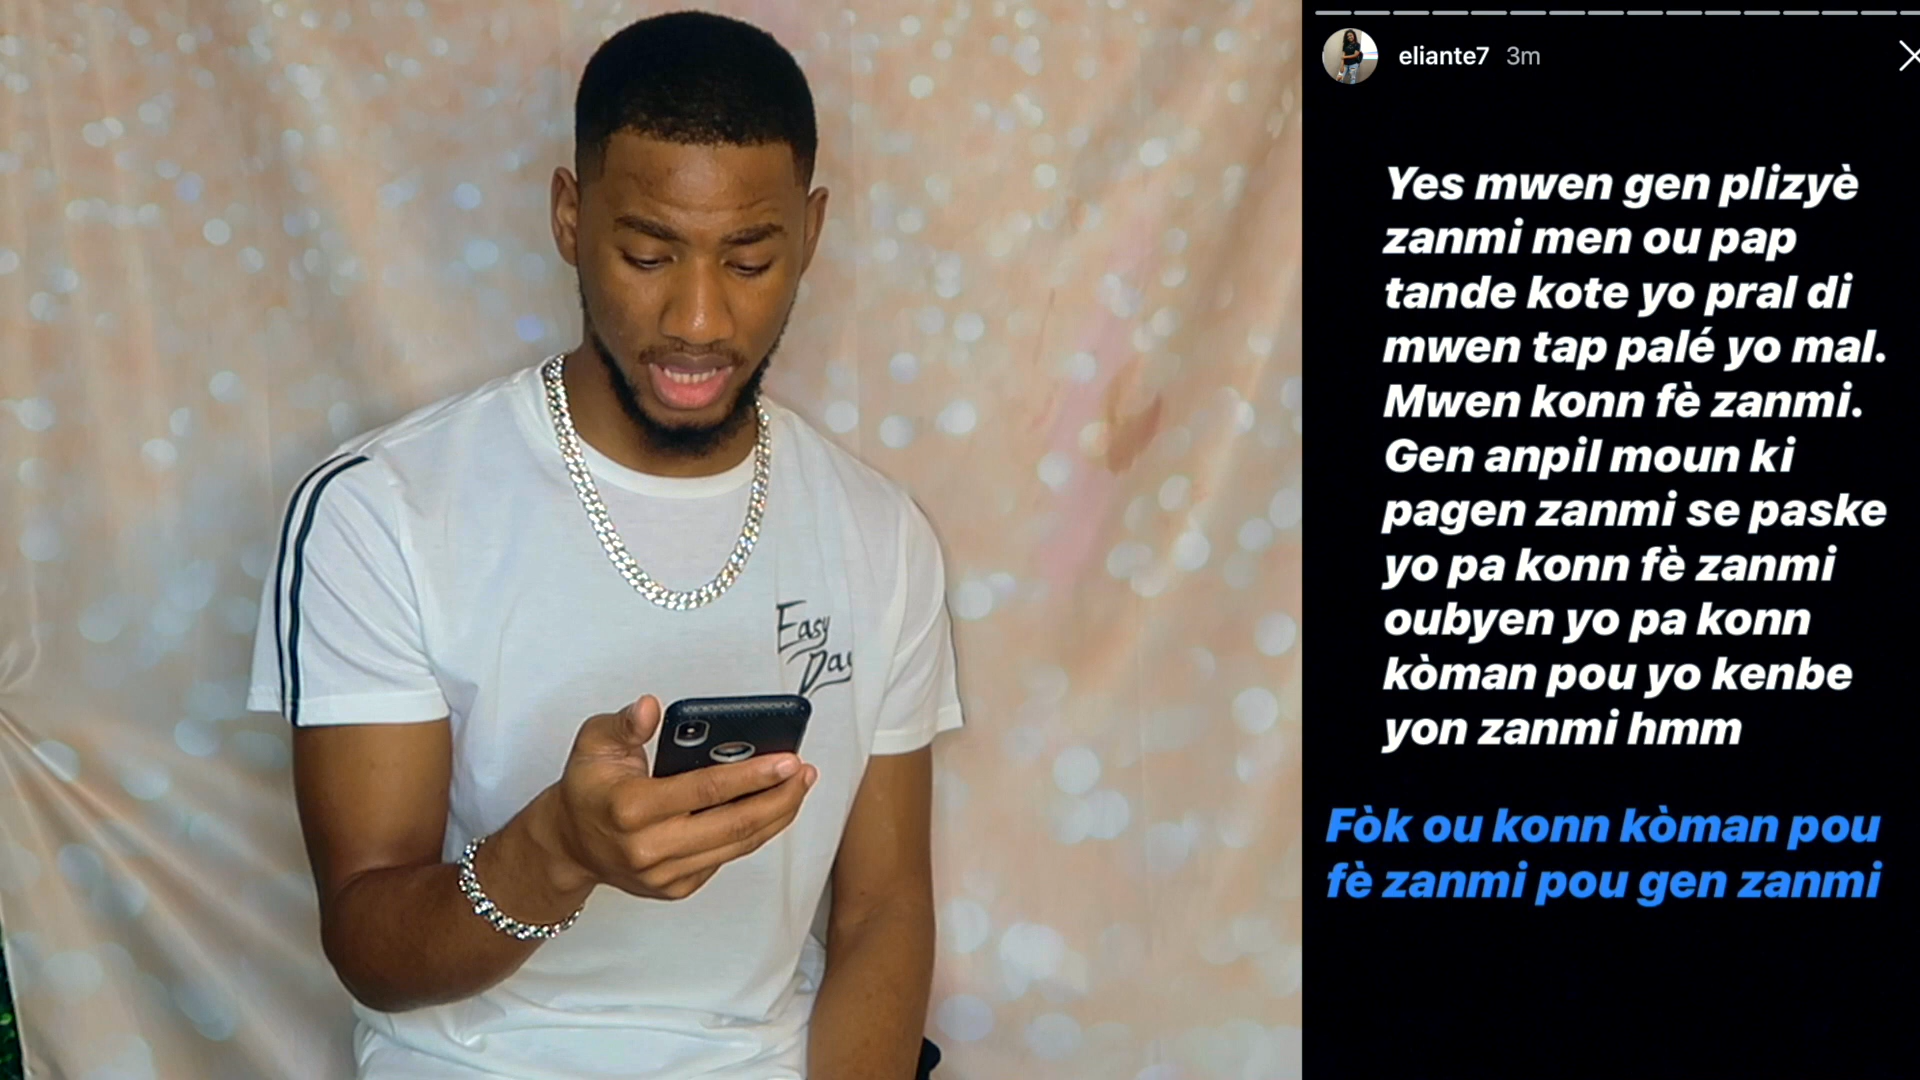 eliante7 3m
Yes mwen gen plizyè
zanmi men ou pap
tande kote yo pral di
mwen tap palé yo mal.
Mwen konn fè zanmi.
Gen anpil moun ki
pagen zanmi se paske
yo pa konn fè zanmi
oubyen yo pa konn
kòman pou yo kenbe
yon zanmi hmm
Fòk ou konn kòman pou
fè zanmi pou gen zanmi
Easy
Day